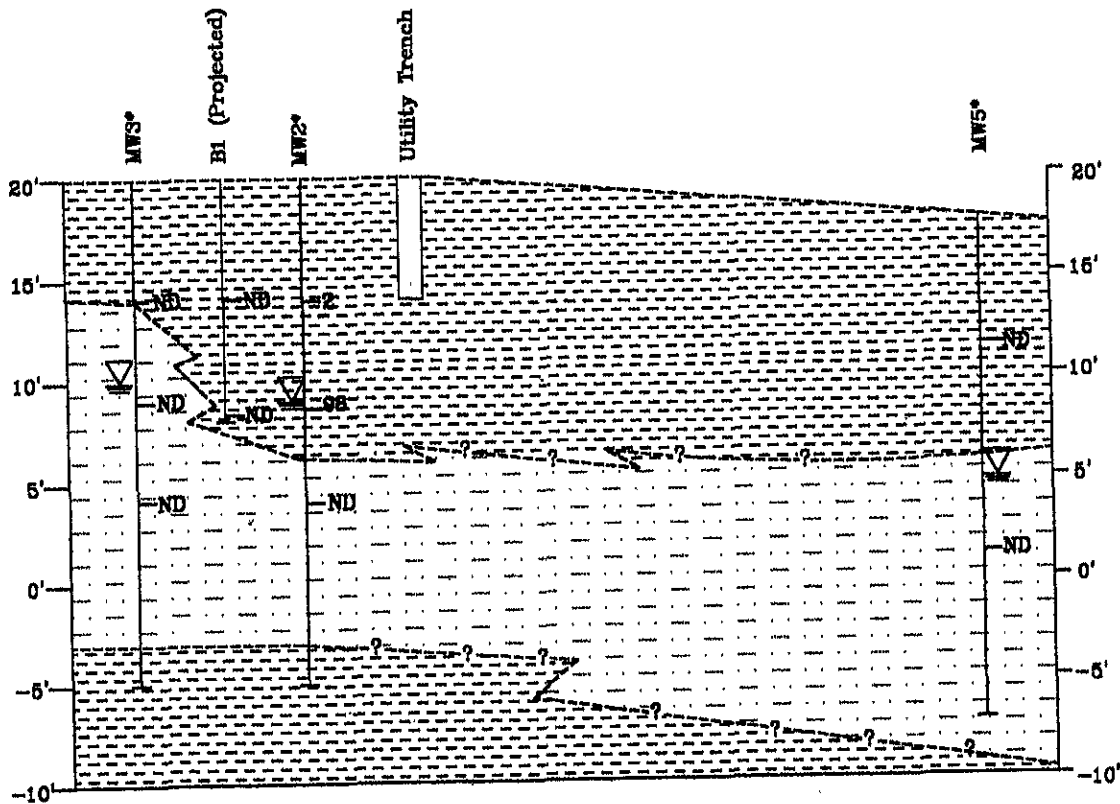 MW3*
B1 (Projected)
MW2*
Utility Trench
MW5*
20'
20'
15'
ND
ND
15'
ND
10'
10'
ND
ND
98
? ? ? ?
5'
5'
ND
ND
ND
0'
0'
? ? ?
-5'
-5'
? ? ? ?
-10'
-10'